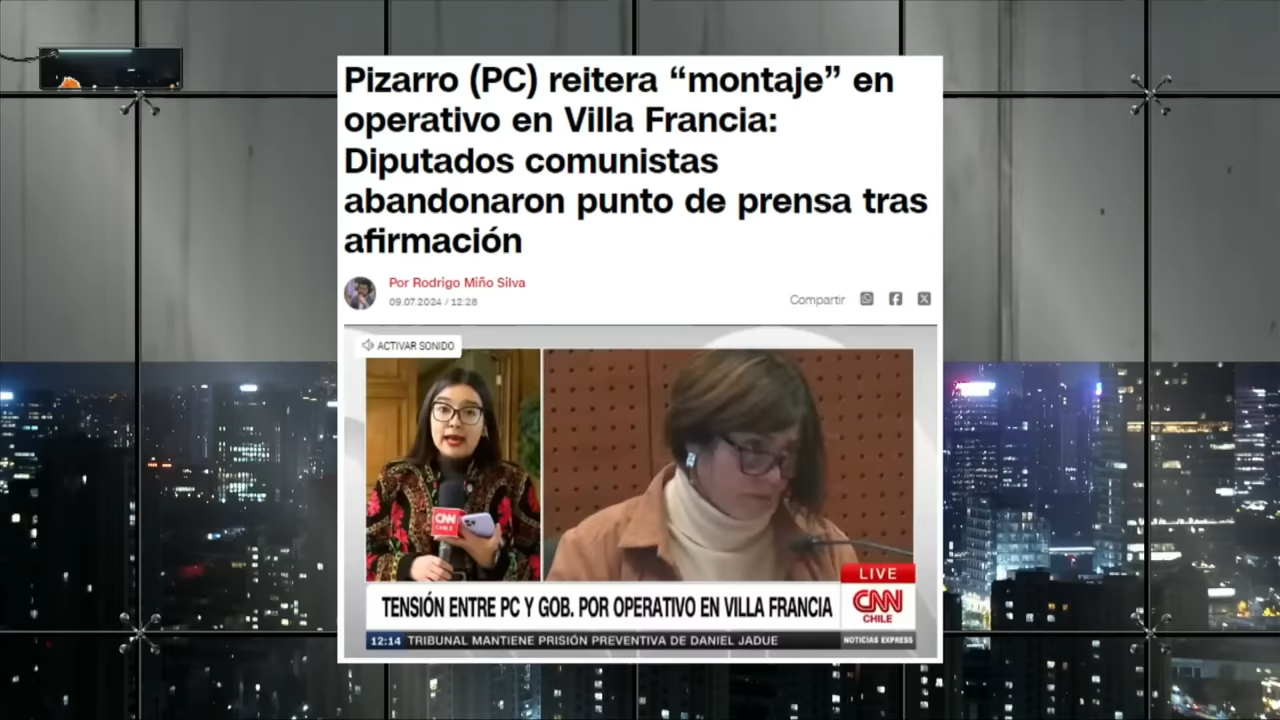 Pizarro (PC) reitera “montaje” en
operativo en Villa Francia:
Diputados comunistas
abandonaron punto de prensa tras
afirmación
Por Rodrigo Miño Silva
09.07.2024 / 12:28
Compartir
ACTIVAR SONIDO
CNN
CHILE
TENSIÓN ENTRE PC Y GOB. POR OPERATIVO EN VILLA FRANCIA
LIVE
CNN
CHILE
12:14 TRIBUNAL MANTIENE PRISIÓN PREVENTIVA DE DANIEL JADUE
NOTICIAS EXPRESS